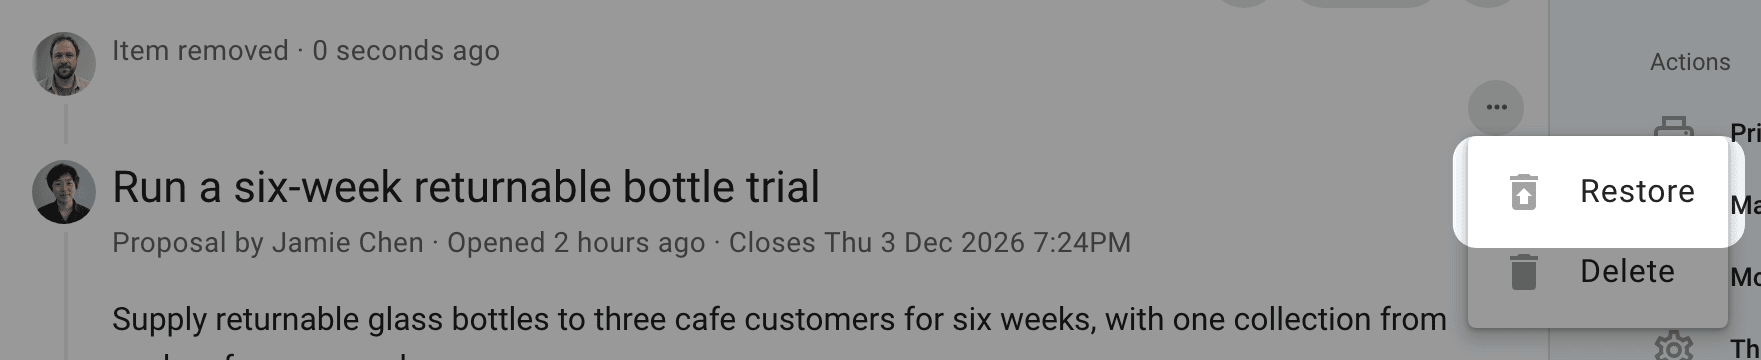 Item removed · 0 seconds ago
Actions
Run a six-week returnable bottle trial
Restore
Proposal by Jamie Chen · Opened 2 hours ago · Closes Thu 3 Dec 2026 7:24PM
Delete
Supply returnable glass bottles to three cafe customers for six weeks, with one collection from